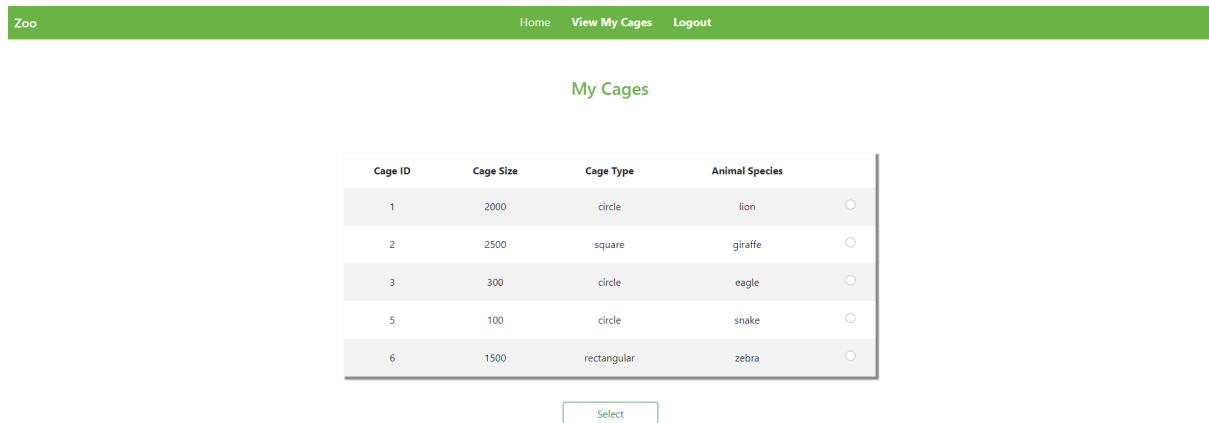 Zoo Home View My Cages Logout
My Cages
Cage ID Cage Size Cage Type Animal Species
1 2000 circle lion
2 2500 square giraffe
3 300 circle eagle
5 100 circle snake
6 1500 rectangular zebra
Select